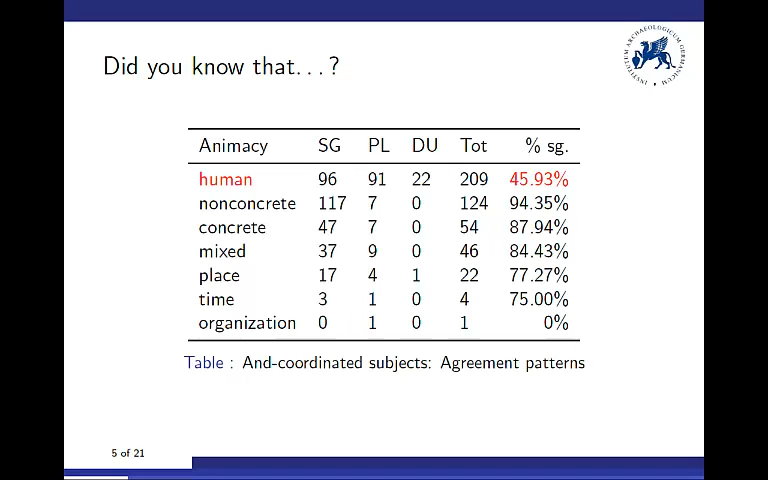 Did you know that. . . ?
INSTITUTUM ARCHAEOLOGICUM GERMANICUM
Animacy SG PL DU Tot % sg.
human 96 91 22 209 45.93%
nonconcrete 117 7 0 124 94.35%
concrete 47 7 0 54 87.94%
mixed 37 9 0 46 84.43%
place 17 4 1 22 77.27%
time 3 1 0 4 75.00%
organization 0 1 0 1 0%
Table : And-coordinated subjects: Agreement patterns
5 of 21